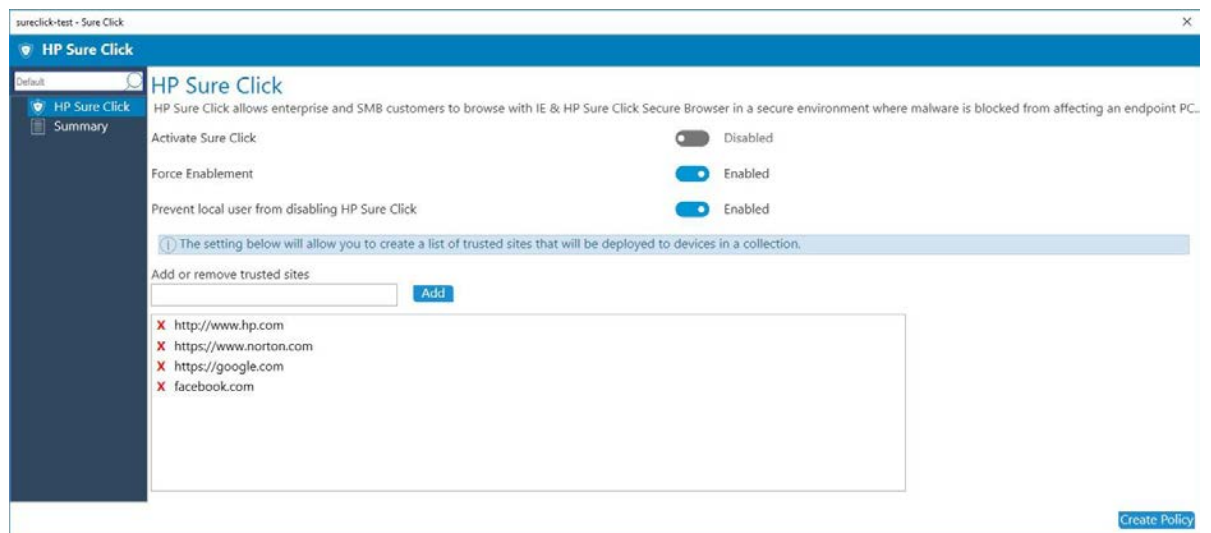 sureclick-test - Sure Click
HP Sure Click
Default
HP Sure Click
Summary
HP Sure Click
HP Sure Click allows enterprise and SMB customers to browse with IE & HP Sure Click Secure Browser in a secure environment where malware is blocked from affecting an endpoint PC...
Activate Sure Click Disabled
Force Enablement Enabled
Prevent local user from disabling HP Sure Click Enabled
The setting below will allow you to create a list of trusted sites that will be deployed to devices in a collection.
Add or remove trusted sites
Add
X http://www.hp.com
X https://www.norton.com
X https://google.com
X facebook.com
Create Policy